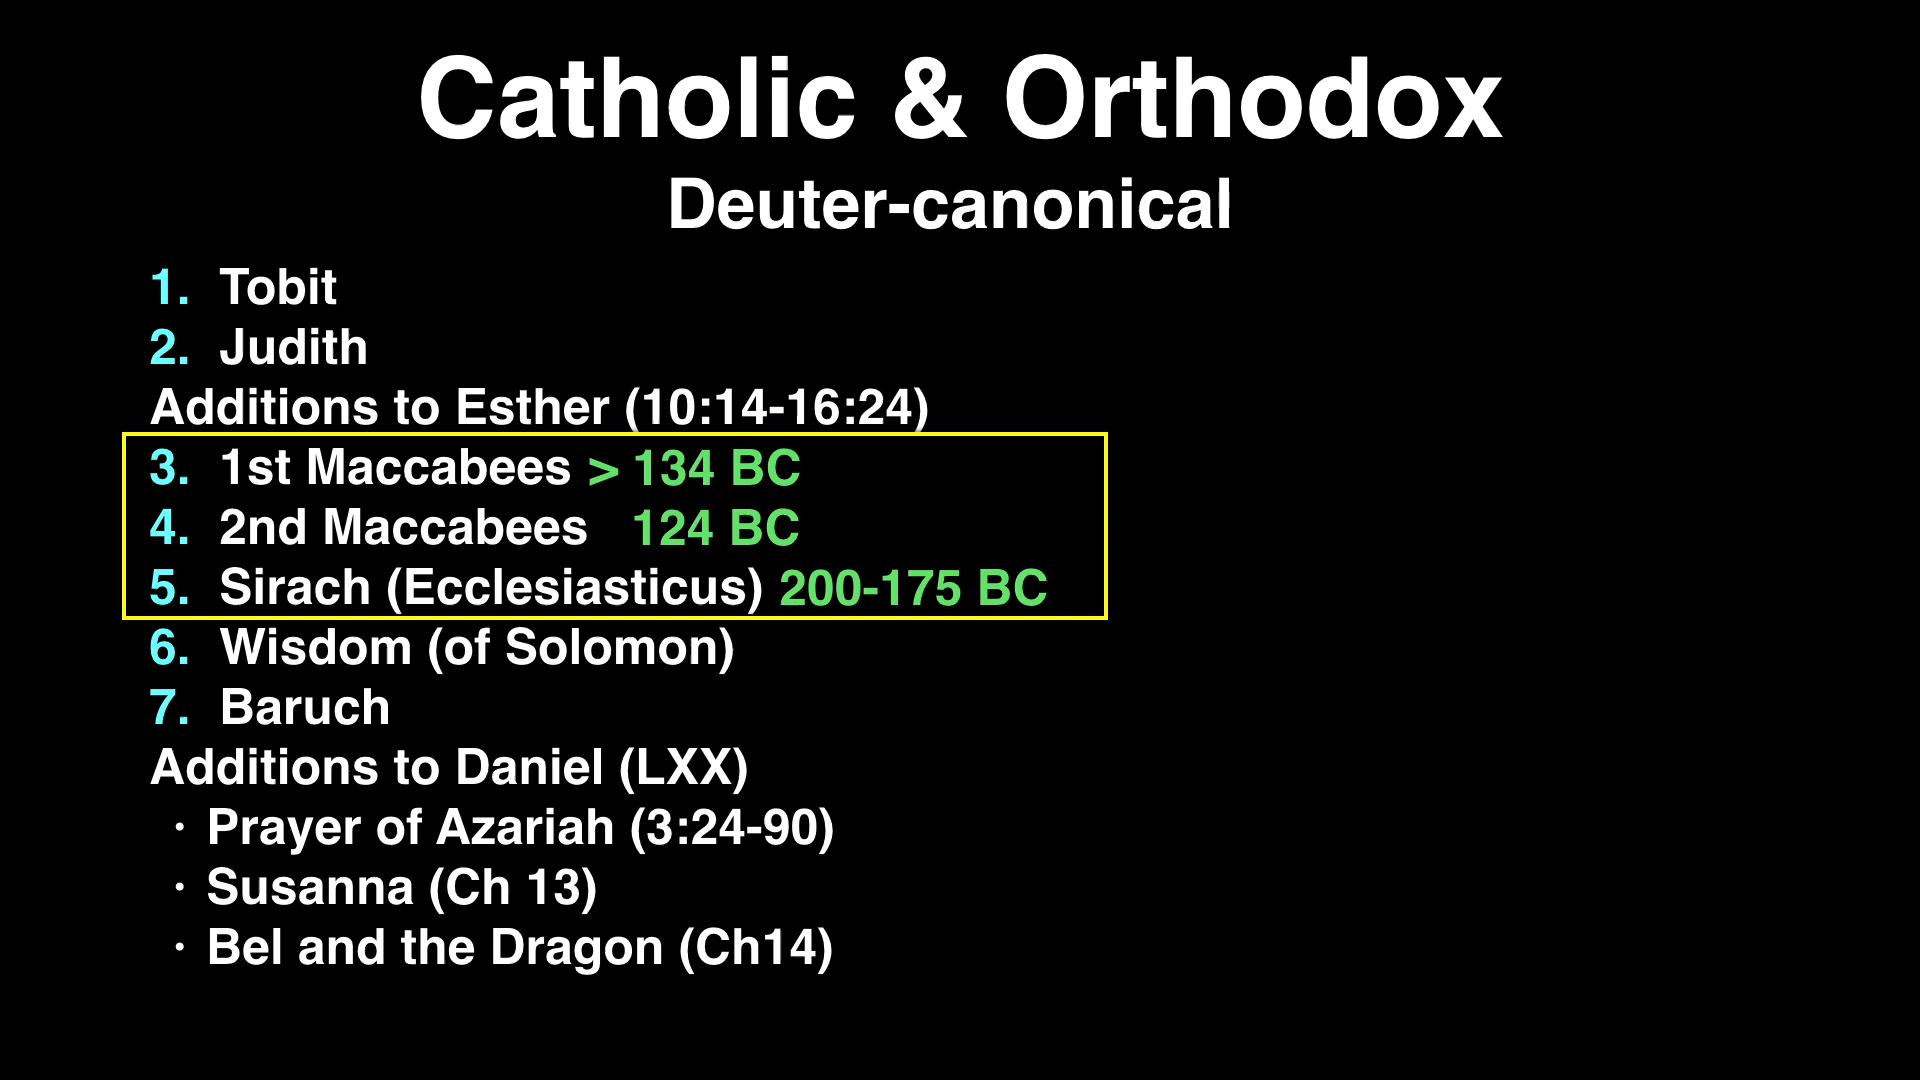 Catholic & Orthodox
Deuter-canonical
1. Tobit
2. Judith
Additions to Esther (10:14-16:24)
3. 1st Maccabees > 134 BC
4. 2nd Maccabees 124 BC
5. Sirach (Ecclesiasticus) 200-175 BC
6. Wisdom (of Solomon)
7. Baruch
Additions to Daniel (LXX)
· Prayer of Azariah (3:24-90)
· Susanna (Ch 13)
· Bel and the Dragon (Ch14)